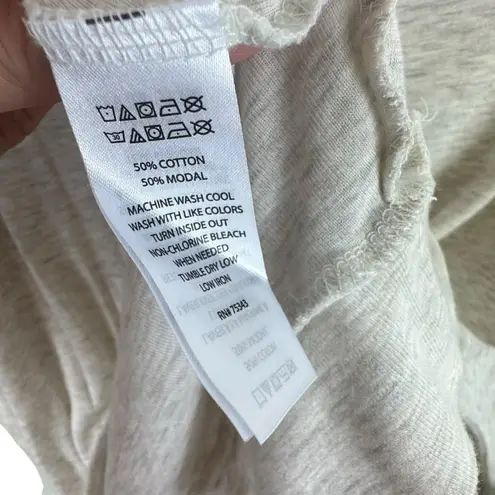 50% COTTON
50% MODAL
MACHINE WASH COOL
WASH WITH LIKE COLORS
TURN INSIDE OUT
NON-CHLORINE BLEACH
WHEN NEEDED
TUMBLE DRY LOW
LOW IRON
RN# 75343